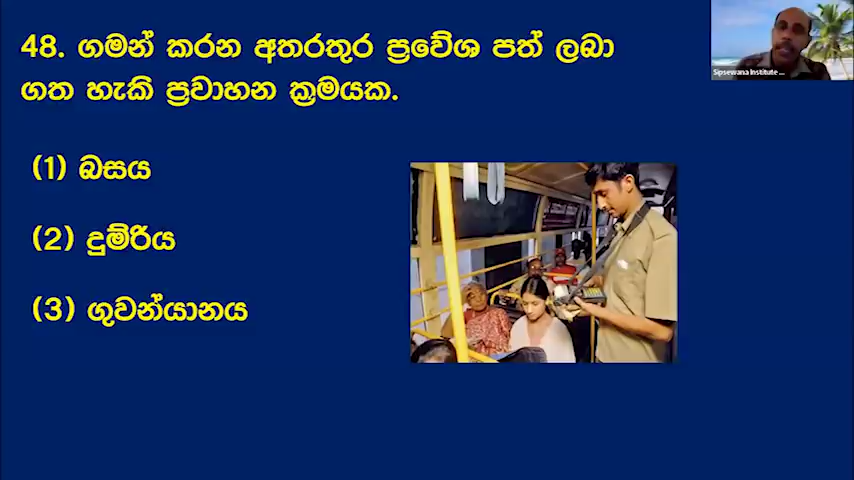 48. ගමන් කරන අතරතුර ප්‍රවේශ පත් ලබා
ගත හැකි ප්‍රවාහන ක්‍රමයක.
(1) බසය
(2) දුම්රිය
(3) ගුවන්යානය
Sipsewana Institute ...